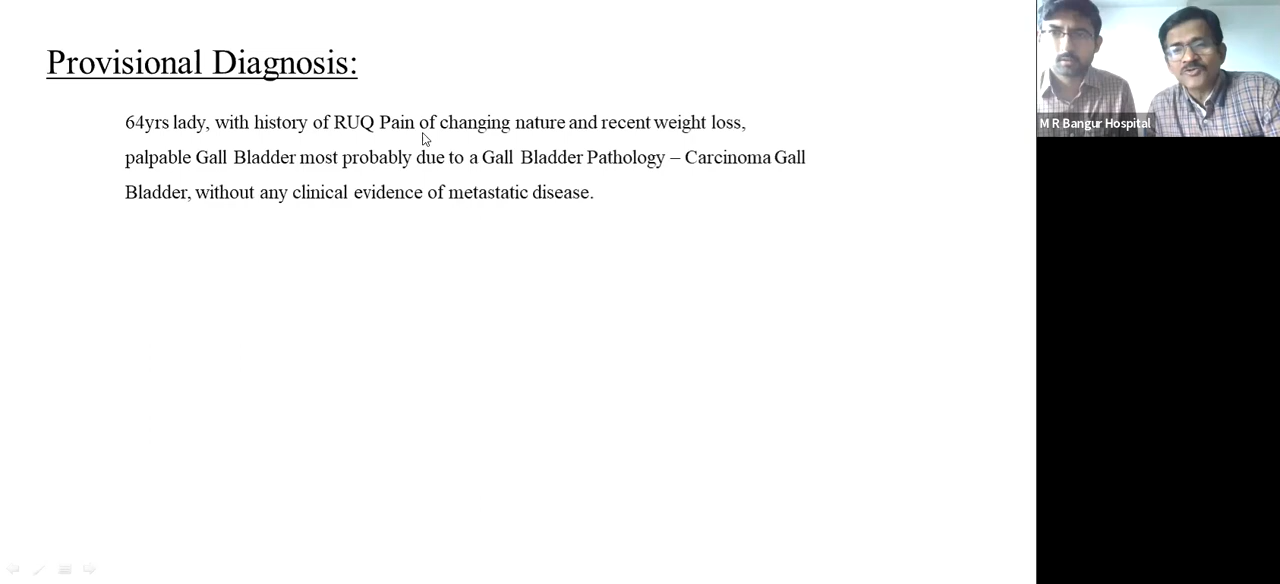 Provisional Diagnosis:
64yrs lady, with history of RUQ Pain of changing nature and recent weight loss,
palpable Gall Bladder most probably due to a Gall Bladder Pathology – Carcinoma Gall
Bladder, without any clinical evidence of metastatic disease.
M R Bangur Hospital